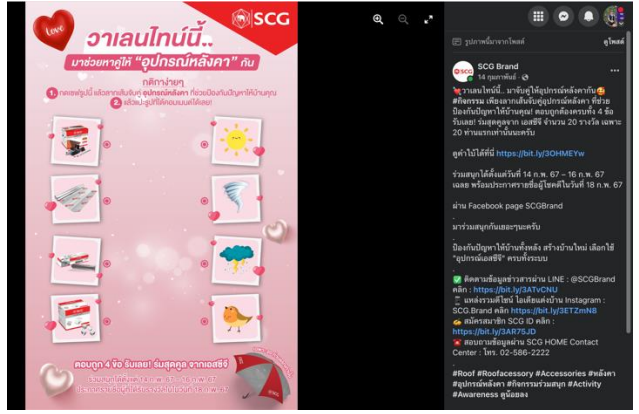 Love
SCG
วาเลนไทน์นี้..
มาช่วยหาคู่ให้ "อุปกรณ์หลังคา" กัน
กติกาง่ายๆ
1. กดเซฟรูปนี้ แล้วลากเส้นจับคู่ อุปกรณ์หลังคา ที่ช่วยป้องกันปัญหาให้บ้านคุณ
2. แล้วแปะรูปที่ใต้คอมเมนต์ได้เลย!
ตอบถูก 4 ข้อ รับเลย! ร่มสุดคูล จากเอสซีจี
ร่วมสนุกได้ตั้งแต่ 14 ก.พ. 67 - 16 ก.พ. 67
รูปภาพนี้มาจากโพสต์
ดูโพสต์
SCG Brand
14 กุมภาพันธ์
วาเลนไทน์นี้.. มาจับคู่ให้อุปกรณ์หลังคากัน
#กิจกรรม เพียงลากเส้นจับคู่อุปกรณ์หลังคา ที่ช่วย
ป้องกันปัญหาให้บ้านคุณ! ตอบถูกต้องครบทั้ง 4 ข้อ
รับเลย! ร่มสุดคูลจาก เอสซีจี จำนวน 20 รางวัล เฉพาะ
20 ท่านแรกเท่านั้นนะครับ
ดูคำใบ้ได้ที่นี่ https://bit.ly/3OHMEYw
ร่วมสนุกได้ตั้งแต่วันที่ 14 ก.พ. 67 – 16 ก.พ. 67
เฉลย พร้อมประกาศรายชื่อผู้โชคดีในวันที่ 18 ก.พ. 67
ผ่าน Facebook page SCGBrand
.
มาร่วมสนุกกันเยอะๆนะครับ
.
ป้องกันปัญหาให้บ้านทั้งหลัง สร้างบ้านใหม่ เลือกใช้
"อุปกรณ์เอสซีจี" ครบทั้งระบบ
.
ติดตามข้อมูลข่าวสารผ่าน LINE : @SCGBrand
คลิก : https://bit.ly/3ATvCNU
แหล่งรวมดีไซน์ ไอเดียแต่งบ้าน Instagram :
SCG.Brand คลิก https://bit.ly/3ETZmN8
สมัครสมาชิก SCG ID คลิก :
https://bit.ly/3AR75JD
สอบถามข้อมูลผ่าน SCG HOME Contact
Center : โทร. 02-586-2222
.
#Roof #Roofacessory #Accessories #หลังคา
#อุปกรณ์หลังคา #กิจกรรมร่วมสนุก #Activity
#Awareness ดูน้อยลง